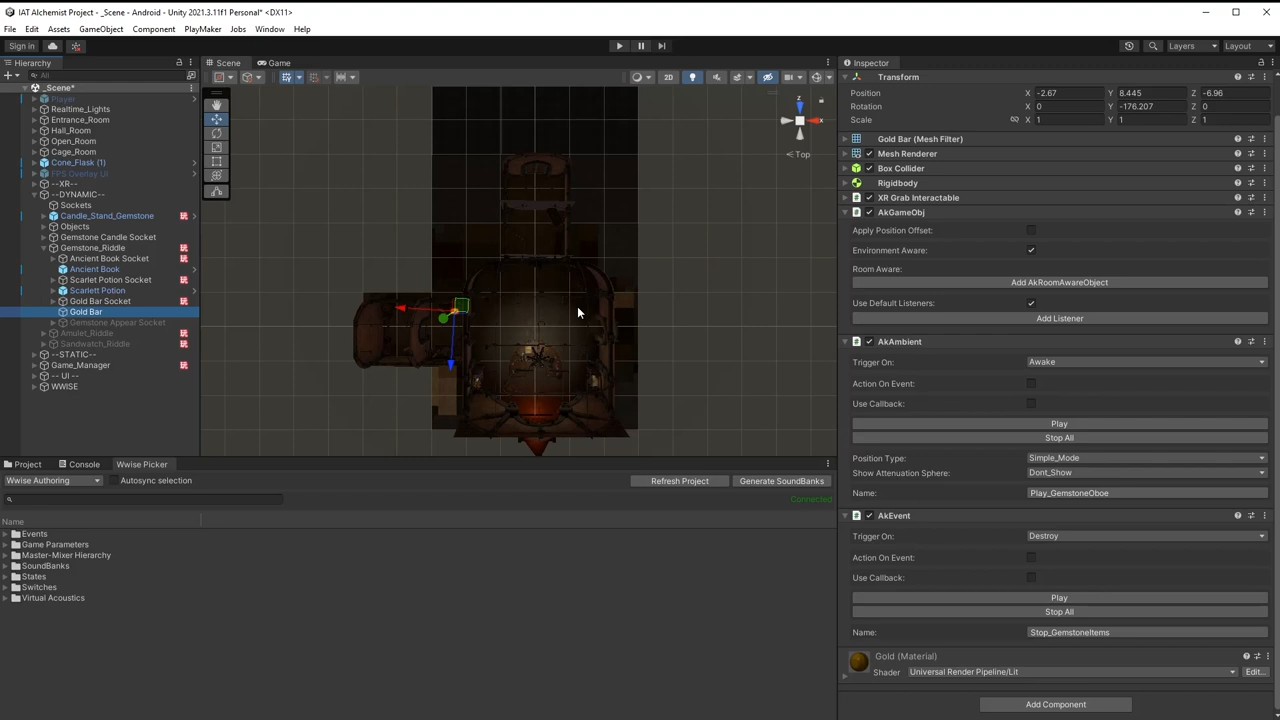 IAT Alchemist Project - _Scene - Android - Unity 2021.3.11f1 Personal* <DX11>
File Edit Assets GameObject Component PlayMaker Jobs Window Help
Sign in Layers Layout
Hierarchy Scene Game Inspector
All 2D
_Scene*
Player
Realtime_Lights
Entrance_Room
Hall_Room
Open_Room
Cage_Room
Cone_Flask (1)
FPS Overlay UI
--XR--
--DYNAMIC--
Sockets
Candle_Stand_Gemstone
Objects
Gemstone Candle Socket
Gemstone_Riddle
Ancient Book Socket
Ancient Book
Scarlet Potion Socket
Scarlett Potion
Gold Bar Socket
Gold Bar
Gemstone Appear Socket
Amulet_Riddle
Sandwatch_Riddle
--STATIC--
Game_Manager
-- UI --
WWISE
z
x
Top
Transform
Position X -2.67 Y 8.445 Z -6.96
Rotation X 0 Y -176.207 Z 0
Scale X 1 Y 1 Z 1
Gold Bar (Mesh Filter)
Mesh Renderer
Box Collider
Rigidbody
XR Grab Interactable
AkGameObj
Apply Position Offset:
Environment Aware:
Room Aware:
Add AkRoomAwareObject
Use Default Listeners:
Add Listener
AkAmbient
Trigger On: Awake
Action On Event:
Use Callback:
Play
Stop All
Position Type: Simple_Mode
Show Attenuation Sphere: Dont_Show
Name: Play_GemstoneOboe
AkEvent
Trigger On: Destroy
Action On Event:
Use Callback:
Play
Stop All
Name: Stop_GemstoneItems
Gold (Material)
Shader Universal Render Pipeline/Lit Edit...
Add Component
Project Console Wwise Picker
Wwise Authoring Autosync selection Refresh Project Generate SoundBanks
Connected
Name
Events
Game Parameters
Master-Mixer Hierarchy
SoundBanks
States
Switches
Virtual Acoustics